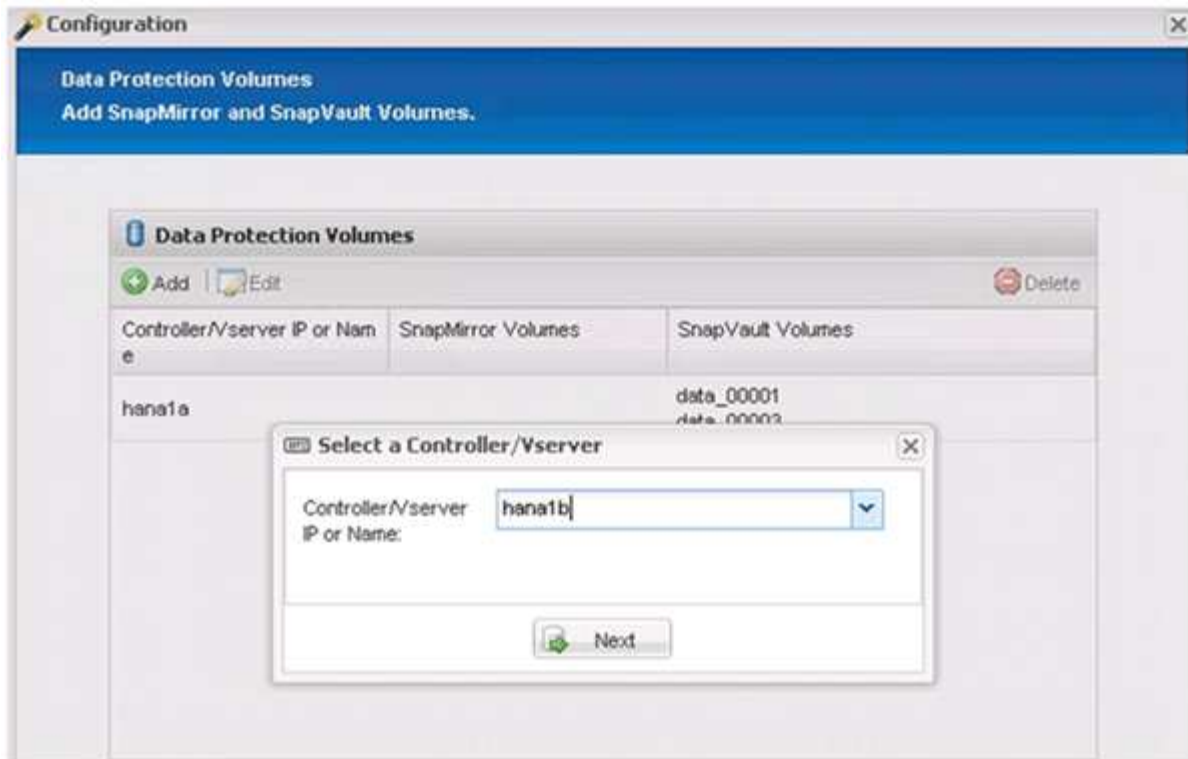 Configuration
Data Protection Volumes
Add SnapMirror and SnapVault Volumes.
Data Protection Volumes
Add
Edit
Delete
Controller/Vserver IP or Nam
e
SnapMirror Volumes
SnapVault Volumes
hana1a
data_00001
data_00003
Select a Controller/Vserver
Controller/Vserver
IP or Name:
hana1b
Next